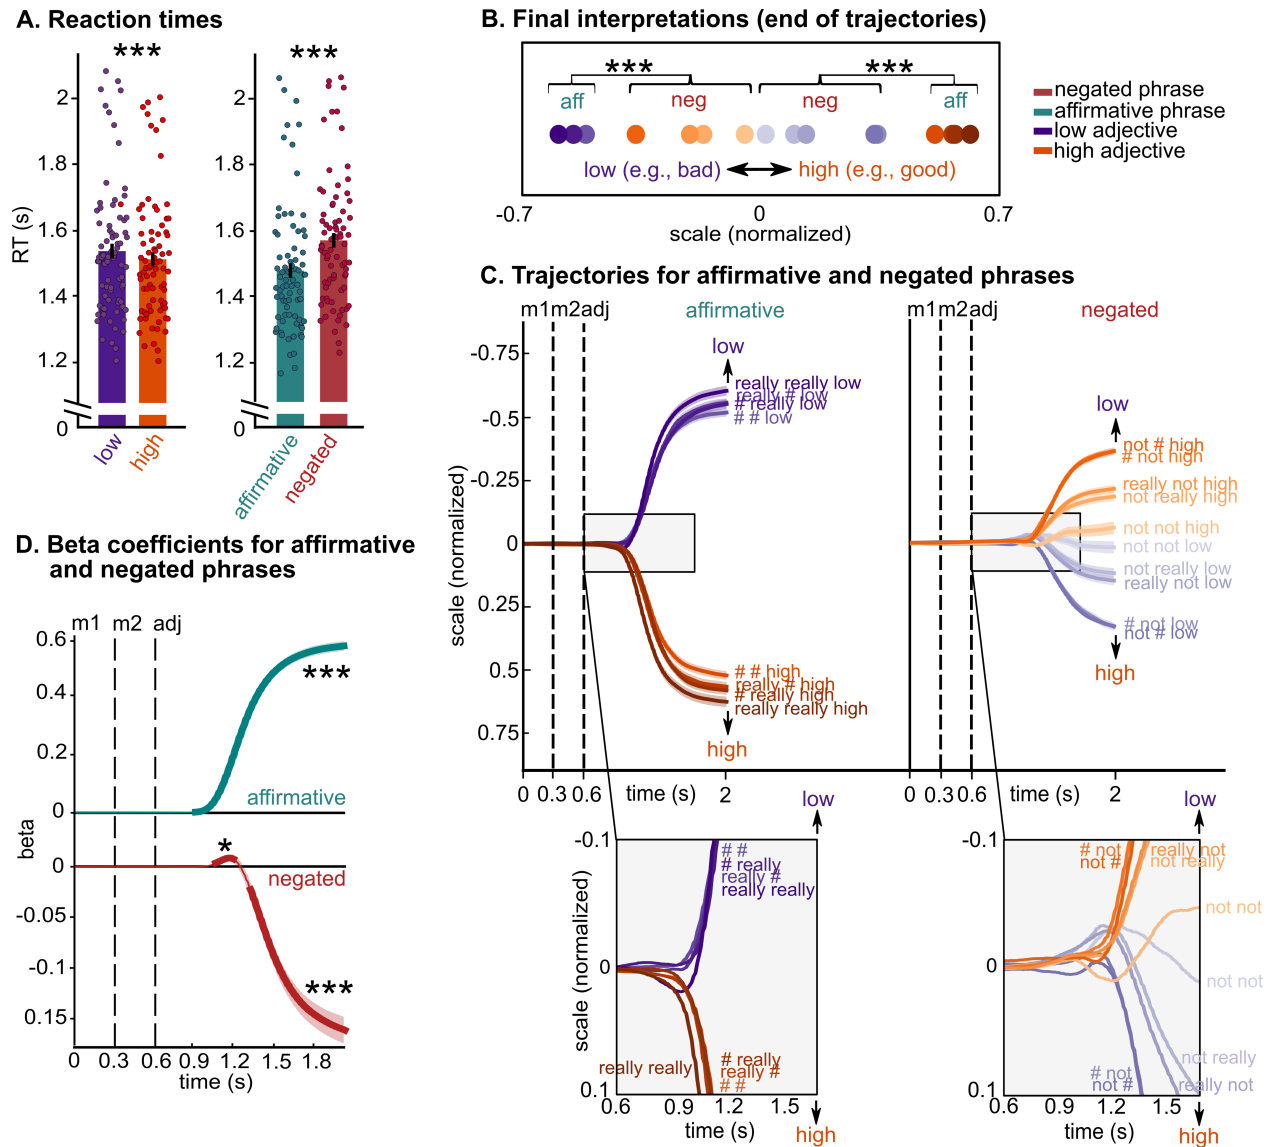 A. Reaction times
***
***
2
1.8
1.6
1.4
1.2
0
RT (s)
low
high
2
1.8
1.6
1.4
1.2
0
affirmative
negated
B. Final interpretations (end of trajectories)
***
***
aff
neg
neg
aff
low (e.g., bad)
high (e.g., good)
-0.7
0
0.7
scale (normalized)
negated phrase
affirmative phrase
low adjective
high adjective
C. Trajectories for affirmative and negated phrases
m1 m2 adj
affirmative
low
-0.75
-0.5
-0.25
0
0.25
0.5
0.75
scale (normalized)
really really low
really # low
# really low
# # low
# # high
really # high
# really high
really really high
high
0
0.3
0.6
time (s)
2
m1 m2 adj
negated
low
not # high
# not high
really not high
not really high
not not high
not not low
not really low
really not low
# not low
not # low
high
0
0.3
0.6
time (s)
2
low
-0.1
0
0.1
scale (normalized)
# #
# really
really #
really really
really really
# really
really #
# #
0.6
0.9
1.2
1.5
time (s)
high
low
-0.1
0
0.1
# not
not #
really not
not really
not not
not not
not really
really not
# not
not #
0.6
0.9
1.2
1.5
time (s)
high
D. Beta coefficients for affirmative
and negated phrases
m1 m2 adj
0.6
0.4
0.2
0
***
affirmative
beta
*
0
negated
-0.05
-0.1
0.15
***
0
0.3
0.6
0.9
1.2
1.5
1.8
time (s)